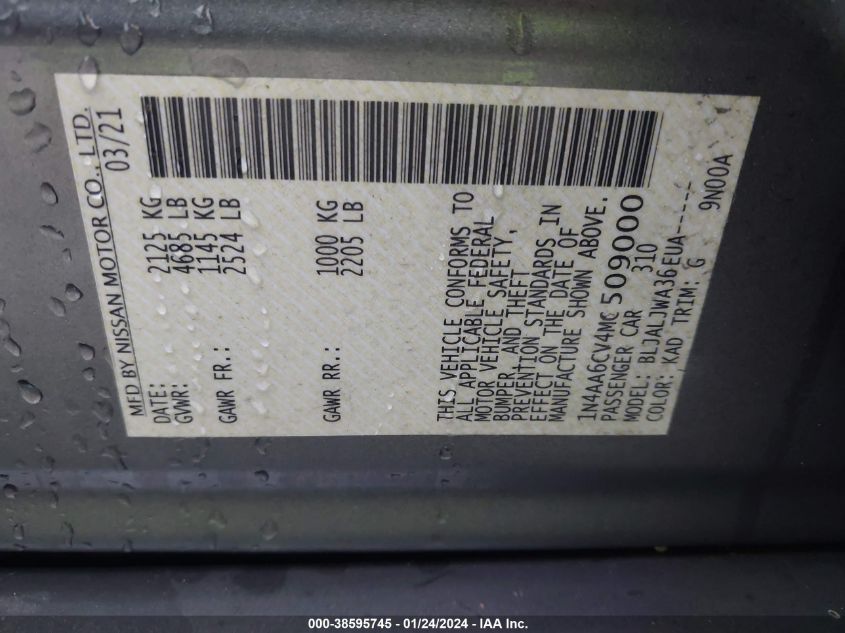 MFD BY NISSAN MOTOR CO., LTD.
DATE: 03/21
GVWR: 2125 KG
4685 LB
GAWR FR.: 1145 KG
2524 LB
GAWR RR.: 1000 KG
2205 LB
THIS VEHICLE CONFORMS TO
ALL APPLICABLE FEDERAL
MOTOR VEHICLE SAFETY,
BUMPER, AND THEFT
PREVENTION STANDARDS IN
EFFECT ON THE DATE OF
MANUFACTURE SHOWN ABOVE.
1N4AA6CV4MC509000
PASSENGER CAR 310
MODEL: BLJALJWA36EUA-----
COLOR: KAD TRIM: G 9N00A
000-38595745 - 01/24/2024 - IAA Inc.